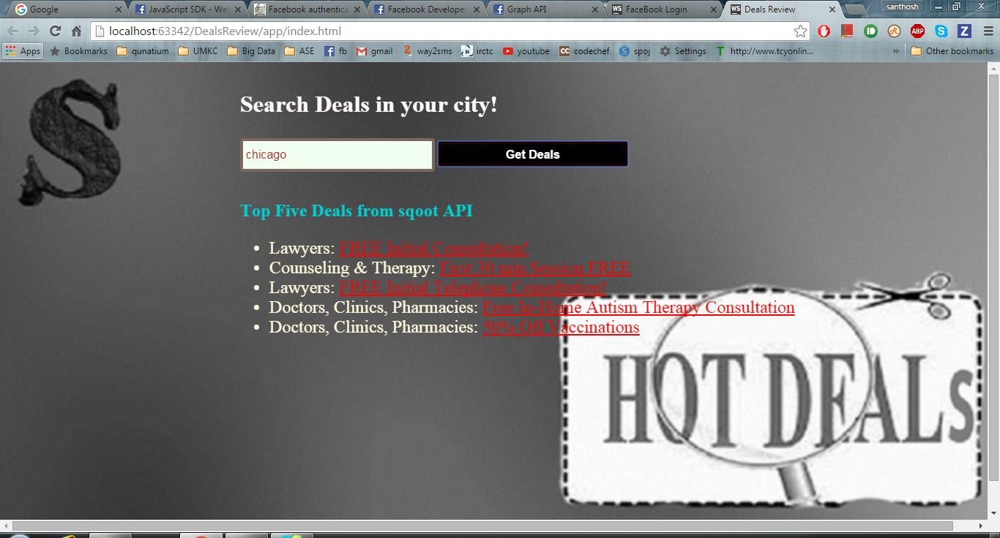 Google
JavaScript SDK - Wel
Facebook authentica
Facebook Developer
Graph API
FaceBook Login
Deals Review
santhosh
localhost:63342/DealsReview/app/index.html
Apps Bookmarks qunatium UMKC Big Data ASE fb gmail way2sms irctc youtube codechef spoj Settings http://www.tcyonlin... » Other bookmarks
S
Search Deals in your city!
chicago Get Deals
Top Five Deals from sqoot API
• Lawyers: FREE Initial Consultation!
• Counseling & Therapy: First 30 min Session FREE
• Lawyers: FREE Initial Telephone Consultation!
• Doctors, Clinics, Pharmacies: Free In-Home Autism Therapy Consultation
• Doctors, Clinics, Pharmacies: 50% Off Vaccinations
HOT DEALs